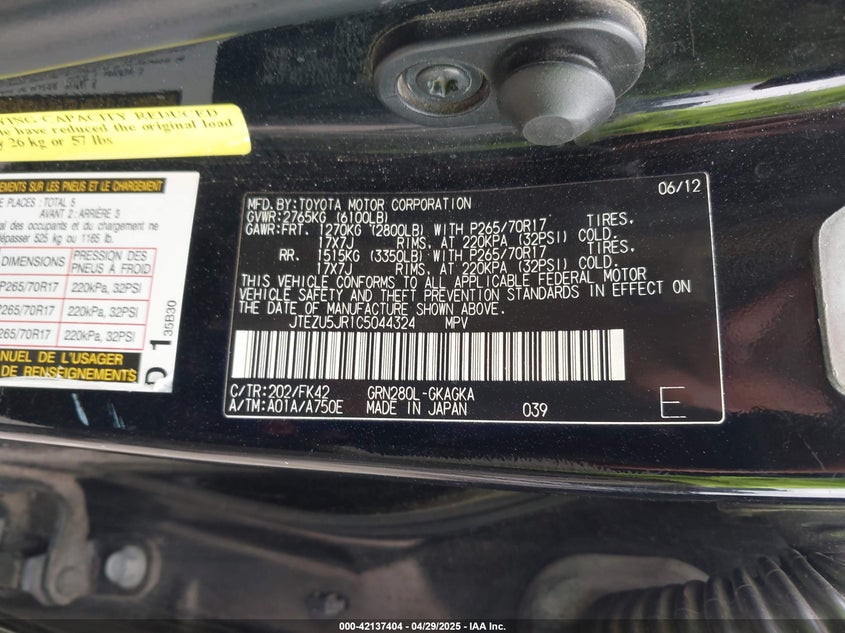 ING CAPACITY REDUCED
have reduced the original load
26 kg or 57 lbs
EMENTS SUR LES PNEUS ET LE CHARGEMENT
E PLACES : TOTAL 5
AVANT 2 : ARRIÈRE 3
tal des occupants et du chargement ne
dépasser 525 kg ou 1165 lb.
DIMENSIONS PRESSION DES PNEUS À FROID
P265/70R17 220kPa, 32PSI
P265/70R17 220kPa, 32PSI
265/70R17 220kPa, 32PSI
NUEL DE L'USAGER
RENSEIGNEMENTS
1 35B30
06/12
MFD. BY: TOYOTA MOTOR CORPORATION
GVWR: 2765KG (6100LB)
GAWR: FRT. 1270KG (2800LB) WITH P265/70R17 TIRES.
17X7J RIMS. AT 220KPA (32PSI) COLD.
RR. 1515KG (3350LB) WITH P265/70R17 TIRES.
17X7J RIMS. AT 220KPA (32PSI) COLD.
THIS VEHICLE CONFORMS TO ALL APPLICABLE FEDERAL MOTOR
VEHICLE SAFETY AND THEFT PREVENTION STANDARDS IN EFFECT ON
THE DATE OF MANUFACTURE SHOWN ABOVE.
JTEZU5JR1C5044324 MPV
C/TR: 202/FK42 GRN280L-GKAGKA
A/TM: A01A/A750E MADE IN JAPAN 039 E
000-42137404 | 04/29/2025 - IAA Inc.